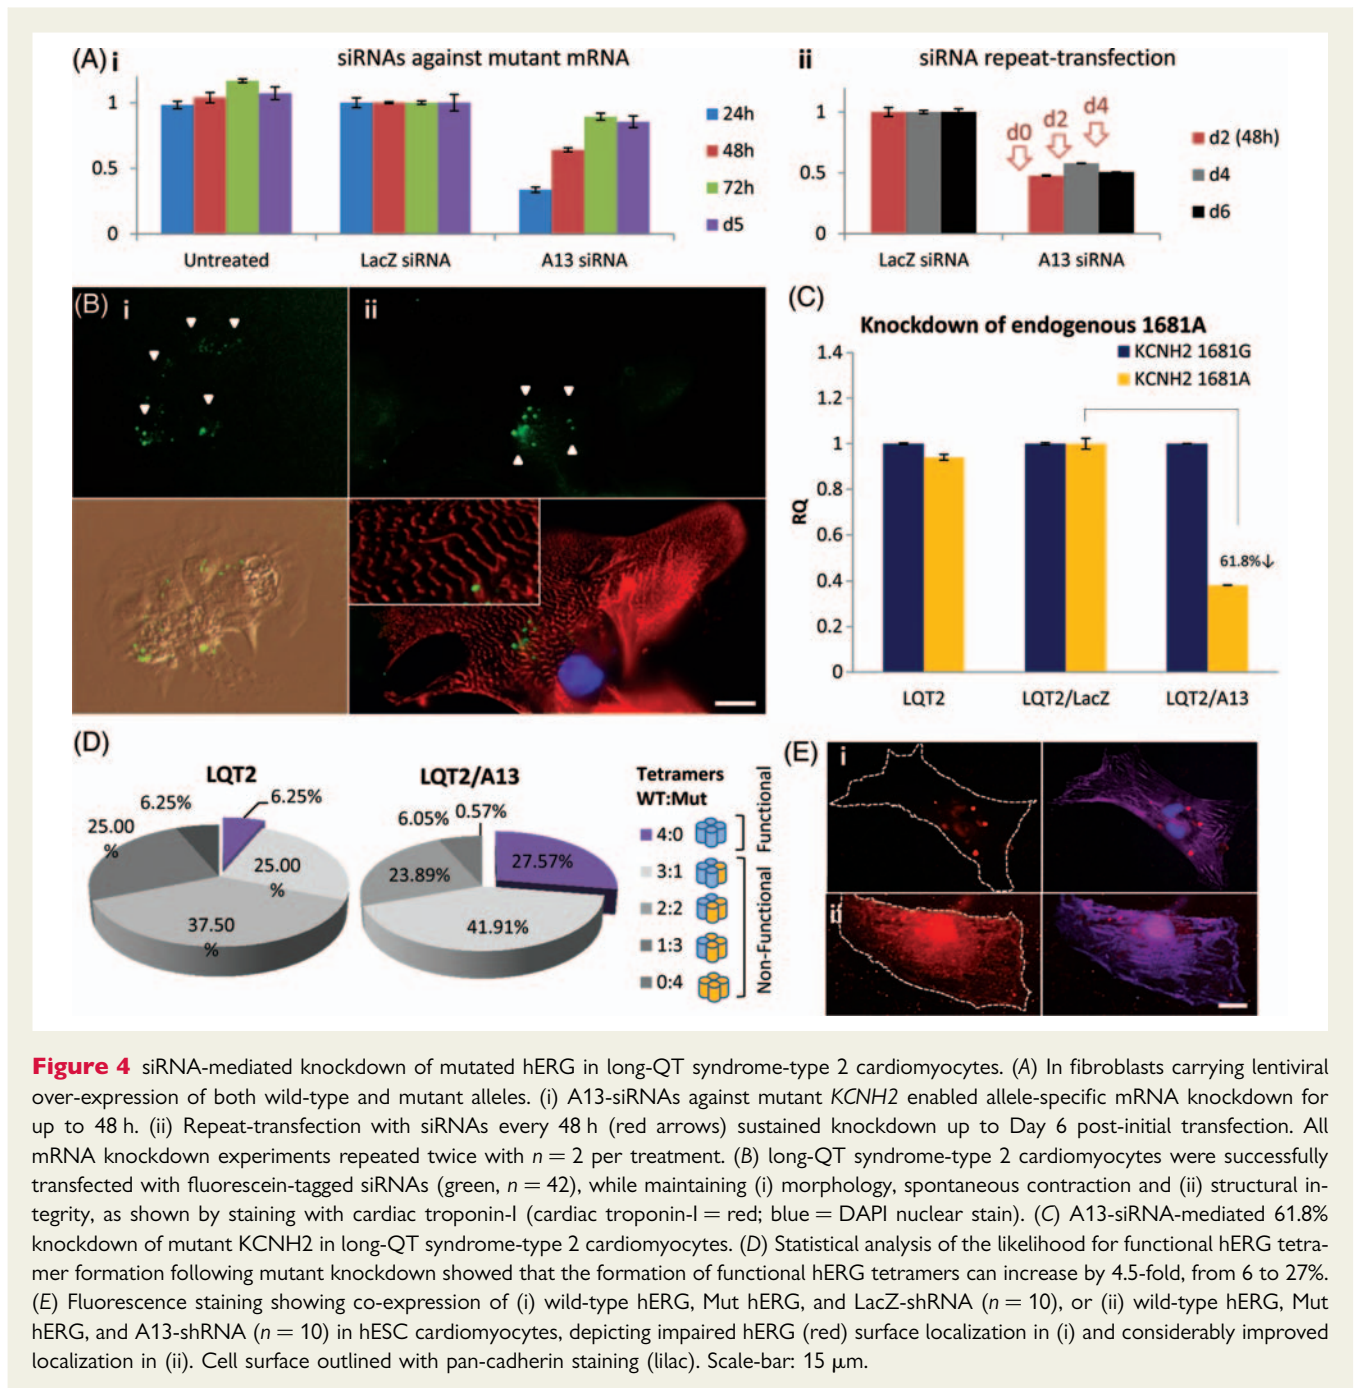 (A) i
siRNAs against mutant mRNA
1
0.5
0
Untreated
LacZ siRNA
A13 siRNA
24h
48h
72h
d5
ii
siRNA repeat-transfection
1
0.5
0
d0
d2
d4
LacZ siRNA
A13 siRNA
d2 (48h)
d4
d6
(B) i
ii
(C)
Knockdown of endogenous 1681A
KCNH2 1681G
KCNH2 1681A
RQ
1.4
1.2
1
0.8
0.6
0.4
0.2
0
61.8%↓
LQT2
LQT2/LacZ
LQT2/A13
(D)
LQT2
6.25%
6.25%
25.00
%
25.00
%
37.50
%
LQT2/A13
6.05%
0.57%
23.89%
27.57%
41.91%
Tetramers
WT:Mut
4:0
3:1
2:2
1:3
0:4
Functional
Non-Functional
(E) i
ii
Figure 4 siRNA-mediated knockdown of mutated hERG in long-QT syndrome-type 2 cardiomyocytes. (A) In fibroblasts carrying lentiviral
over-expression of both wild-type and mutant alleles. (i) A13-siRNAs against mutant KCNH2 enabled allele-specific mRNA knockdown for
up to 48 h. (ii) Repeat-transfection with siRNAs every 48 h (red arrows) sustained knockdown up to Day 6 post-initial transfection. All
mRNA knockdown experiments repeated twice with n = 2 per treatment. (B) long-QT syndrome-type 2 cardiomyocytes were successfully
transfected with fluorescein-tagged siRNAs (green, n = 42), while maintaining (i) morphology, spontaneous contraction and (ii) structural in-
tegrity, as shown by staining with cardiac troponin-I (cardiac troponin-I = red; blue = DAPI nuclear stain). (C) A13-siRNA-mediated 61.8%
knockdown of mutant KCNH2 in long-QT syndrome-type 2 cardiomyocytes. (D) Statistical analysis of the likelihood for functional hERG tetra-
mer formation following mutant knockdown showed that the formation of functional hERG tetramers can increase by 4.5-fold, from 6 to 27%.
(E) Fluorescence staining showing co-expression of (i) wild-type hERG, Mut hERG, and LacZ-shRNA (n = 10), or (ii) wild-type hERG, Mut
hERG, and A13-shRNA (n = 10) in hESC cardiomyocytes, depicting impaired hERG (red) surface localization in (i) and considerably improved
localization in (ii). Cell surface outlined with pan-cadherin staining (lilac). Scale-bar: 15 μm.